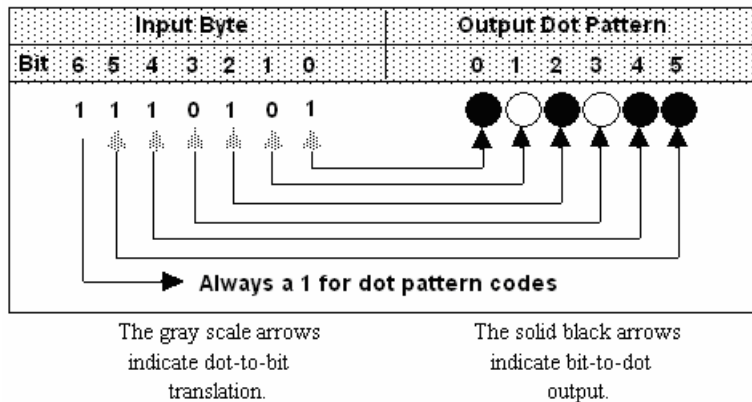 Input Byte Output Dot Pattern
Bit 6 5 4 3 2 1 0 0 1 2 3 4 5
1 1 1 0 1 0 1
Always a 1 for dot pattern codes
The gray scale arrows
indicate dot-to-bit
translation.
The solid black arrows
indicate bit-to-dot
output.